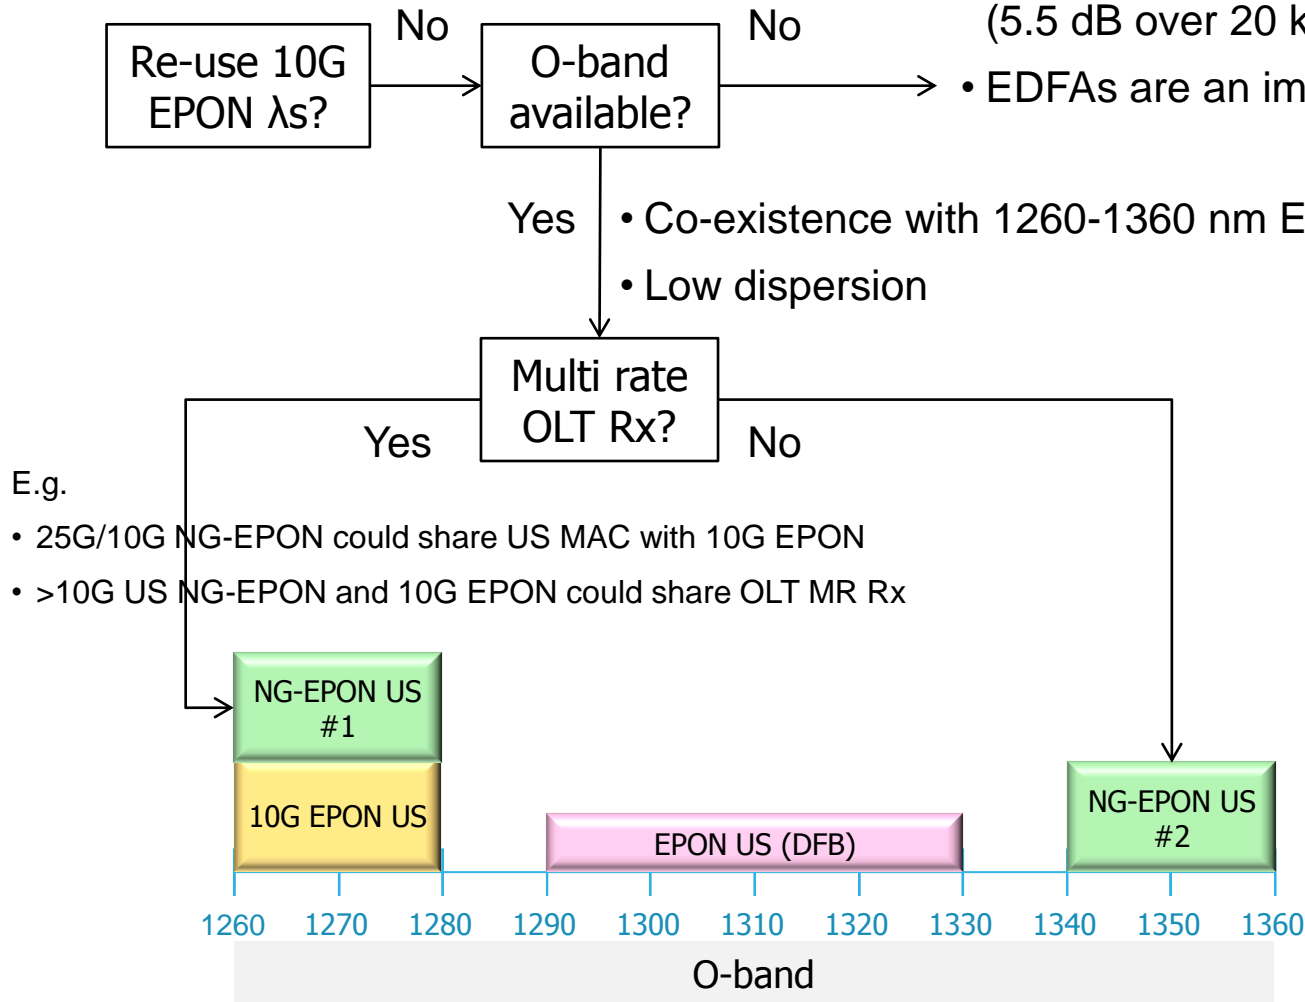 No
No
(5.5 dB over 20 k
Re-use 10G
EPON λs?
O-band
available?
• EDFAs are an im
Yes
• Co-existence with 1260-1360 nm E
• Low dispersion
Multi rate
OLT Rx?
Yes
No
E.g.
• 25G/10G NG-EPON could share US MAC with 10G EPON
• >10G US NG-EPON and 10G EPON could share OLT MR Rx
NG-EPON US
#1
10G EPON US
EPON US (DFB)
NG-EPON US
#2
1260 1270 1280 1290 1300 1310 1320 1330 1340 1350 1360
O-band